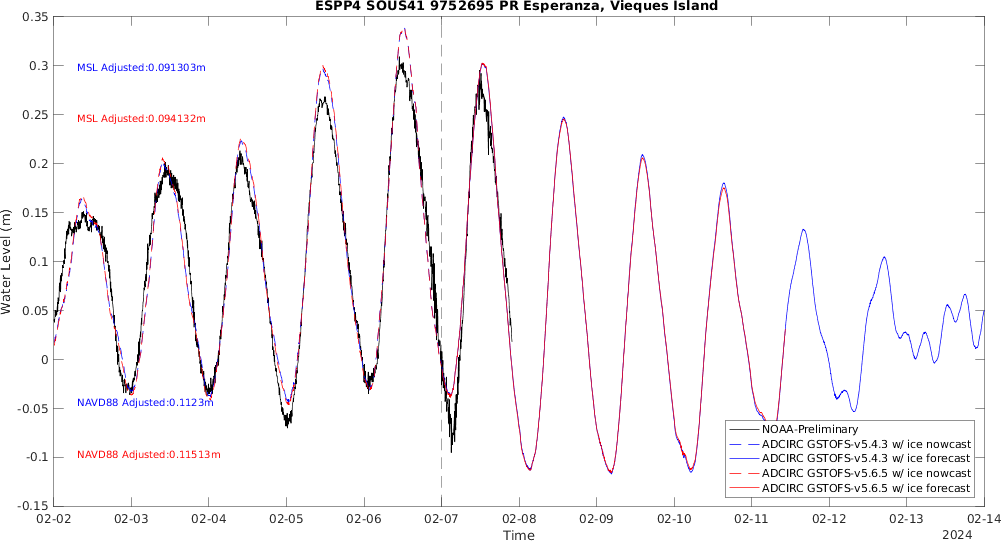 ESPP4 SOUS41 9752695 PR Esperanza, Vieques Island
0.35
0.3
0.25
0.2
0.15
0.1
0.05
0
-0.05
-0.1
-0.15
Water Level (m)
MSL Adjusted:0.091303m
MSL Adjusted:0.094132m
NAVD88 Adjusted:0.1123m
NAVD88 Adjusted:0.11513m
NOAA-Preliminary
ADCIRC GSTOFS-v5.4.3 w/ ice nowcast
ADCIRC GSTOFS-v5.4.3 w/ ice forecast
ADCIRC GSTOFS-v5.6.5 w/ ice nowcast
ADCIRC GSTOFS-v5.6.5 w/ ice forecast
02-02 02-03 02-04 02-05 02-06 02-07 02-08 02-09 02-10 02-11 02-12 02-13 02-14
Time
2024